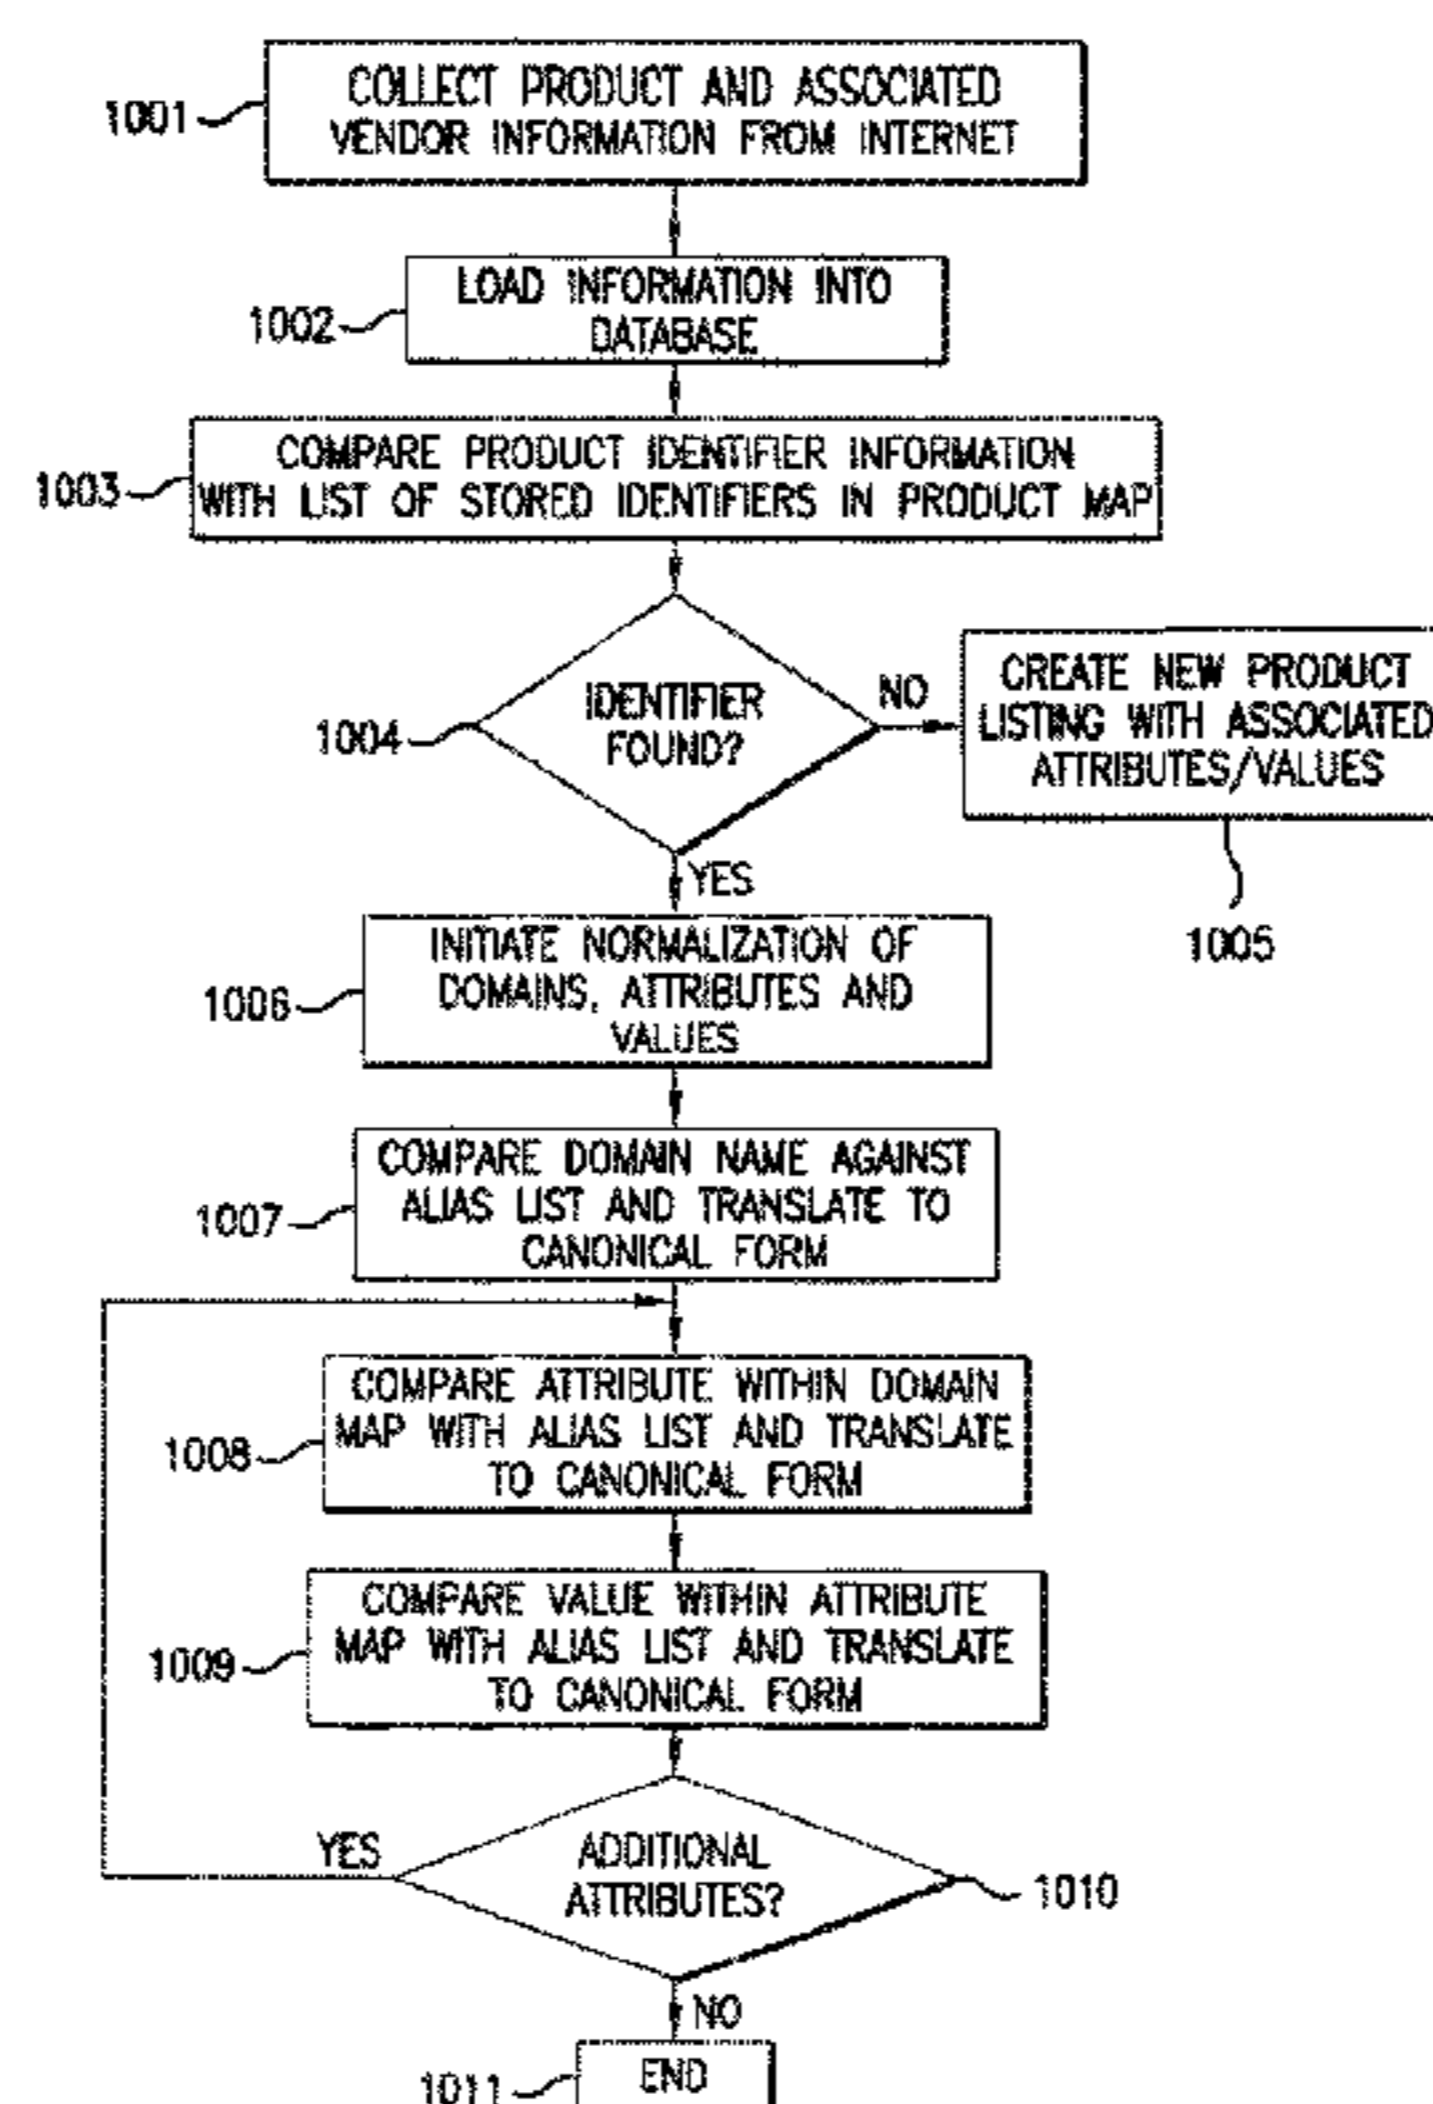 COLLECT PRODUCT AND ASSOCIATED
VENDOR INFORMATION FROM INTERNET
1001
LOAD INFORMATION INTO
DATABASE
1002
COMPARE PRODUCT IDENTIFIER INFORMATION
WITH LIST OF STORED IDENTIFIERS IN PRODUCT MAP
1003
IDENTIFIER
FOUND?
1004
NO
CREATE NEW PRODUCT
LISTING WITH ASSOCIATED
ATTRIBUTES/VALUES
1005
YES
INITIATE NORMALIZATION OF
DOMAINS, ATTRIBUTES AND
VALUES
1006
COMPARE DOMAIN NAME AGAINST
ALIAS LIST AND TRANSLATE TO
CANONICAL FORM
1007
COMPARE ATTRIBUTE WITHIN DOMAIN
MAP WITH ALIAS LIST AND TRANSLATE
TO CANONICAL FORM
1008
COMPARE VALUE WITHIN ATTRIBUTE
MAP WITH ALIAS LIST AND TRANSLATE
TO CANONICAL FORM
1009
YES
ADDITIONAL
ATTRIBUTES?
1010
NO
END
1011